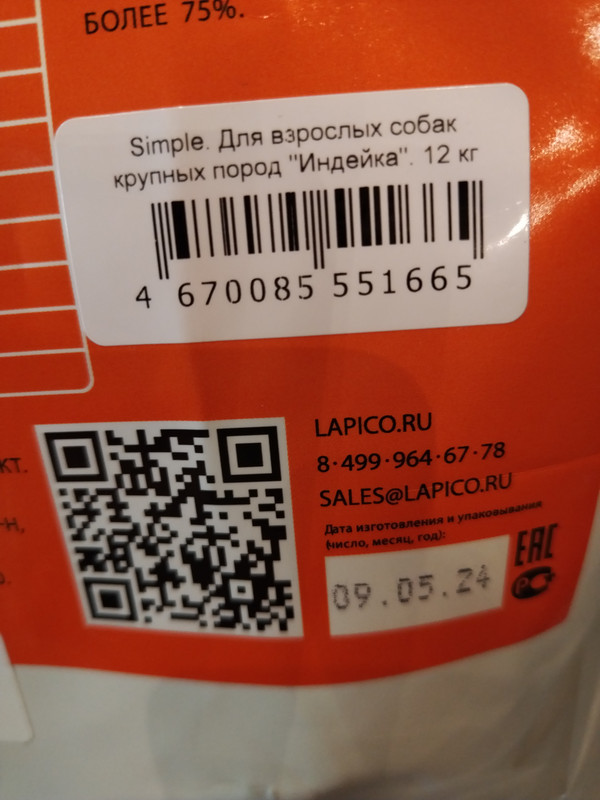 БОЛЕЕ 75%.
Simple. Для взрослых собак
крупных пород "Индейка". 12 кг
4 670085 551665
КТ.
LAPICO.RU
8·499·964·67·78
SALES@LAPICO.RU
Дата изготовления и упаковывания
(число, месяц, год):
09.05.24
EAC